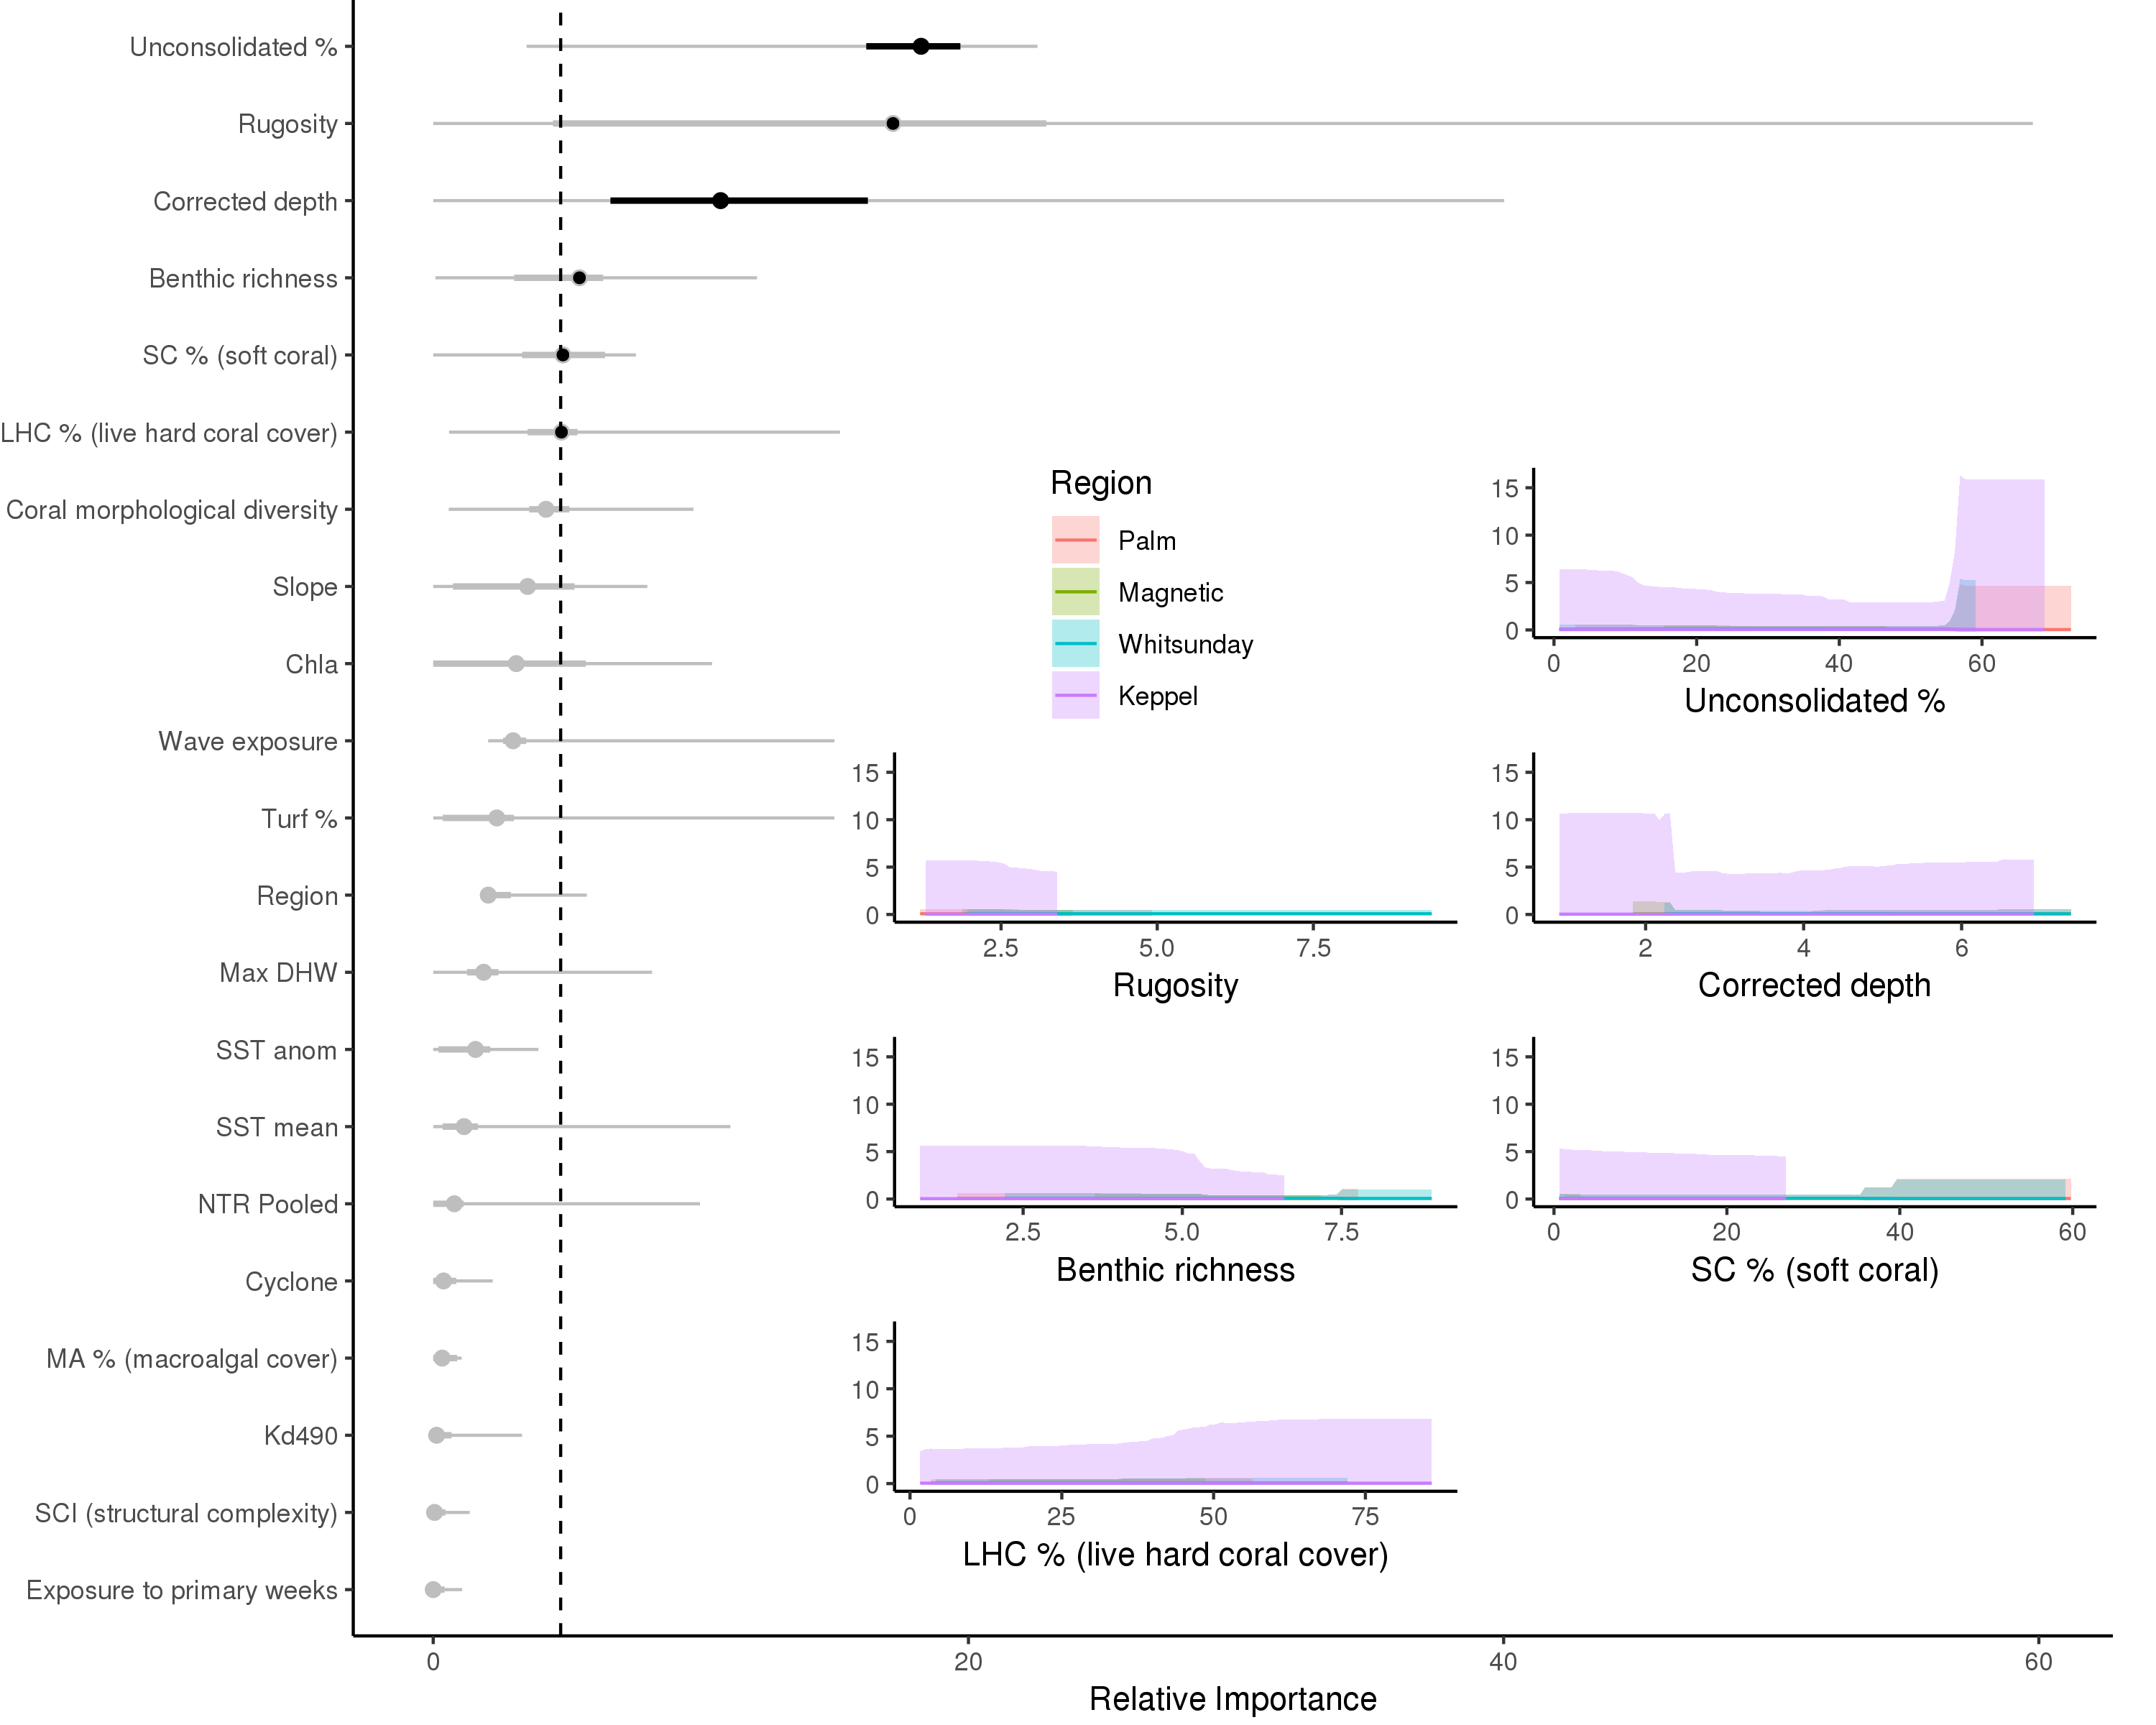 Unconsolidated %
Rugosity
Corrected depth
Benthic richness
SC % (soft coral)
LHC % (live hard coral cover)
Coral morphological diversity
Slope
Chla
Wave exposure
Turf %
Region
Max DHW
SST anom
SST mean
NTR Pooled
Cyclone
MA % (macroalgal cover)
Kd490
SCI (structural complexity)
Exposure to primary weeks
0 20 40 60
Relative Importance
Region
Palm
Magnetic
Whitsunday
Keppel
15
10
5
0
0 20 40 60
Unconsolidated %
15
10
5
0
2.5 5.0 7.5
Rugosity
15
10
5
0
2 4 6
Corrected depth
15
10
5
0
2.5 5.0 7.5
Benthic richness
15
10
5
0
0 20 40 60
SC % (soft coral)
15
10
5
0
0 25 50 75
LHC % (live hard coral cover)